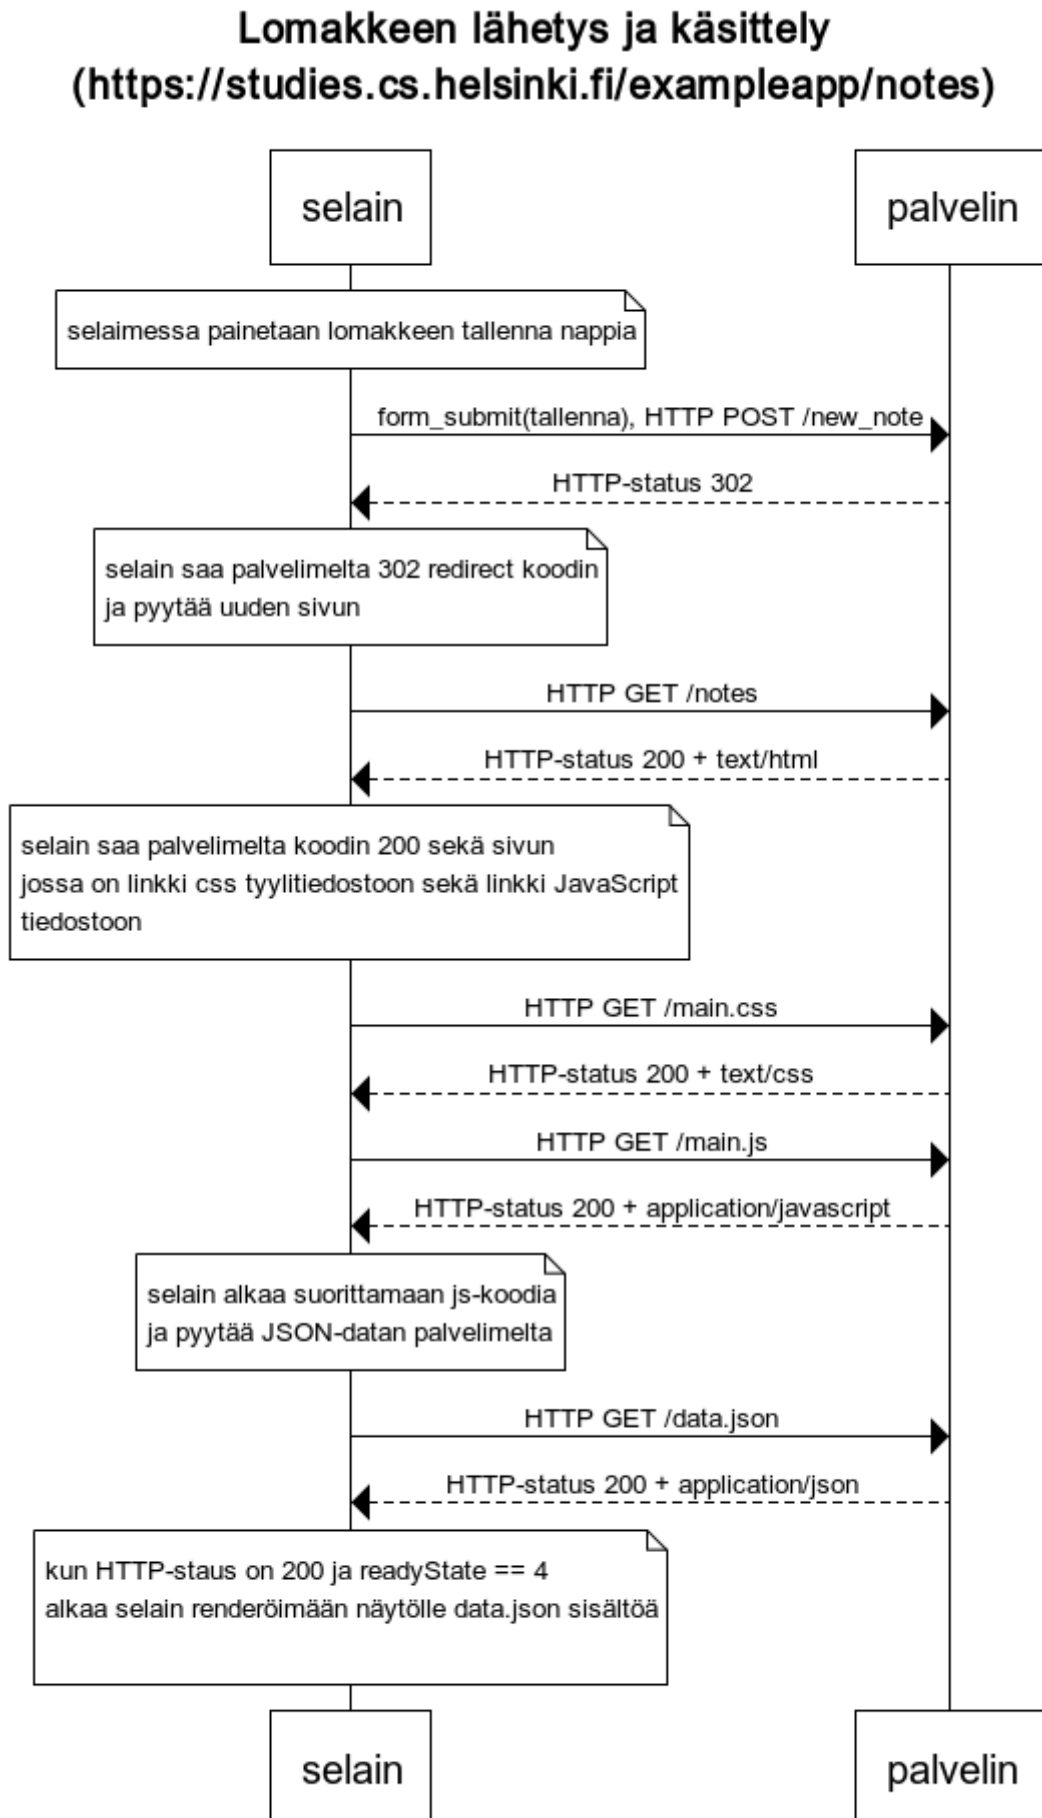 Lomakkeen lähetys ja käsittely
(https://studies.cs.helsinki.fi/exampleapp/notes)
selain
palvelin
selaimessa painetaan lomakkeen tallenna nappia
form_submit(tallenna), HTTP POST /new_note
HTTP-status 302
selain saa palvelimelta 302 redirect koodin
ja pyytää uuden sivun
HTTP GET /notes
HTTP-status 200 + text/html
selain saa palvelimelta koodin 200 sekä sivun
jossa on linkki css tyylitiedostoon sekä linkki JavaScript
tiedostoon
HTTP GET /main.css
HTTP-status 200 + text/css
HTTP GET /main.js
HTTP-status 200 + application/javascript
selain alkaa suorittamaan js-koodia
ja pyytää JSON-datan palvelimelta
HTTP GET /data.json
HTTP-status 200 + application/json
kun HTTP-staus on 200 ja readyState == 4
alkaa selain renderöimään näytölle data.json sisältöä
selain
palvelin